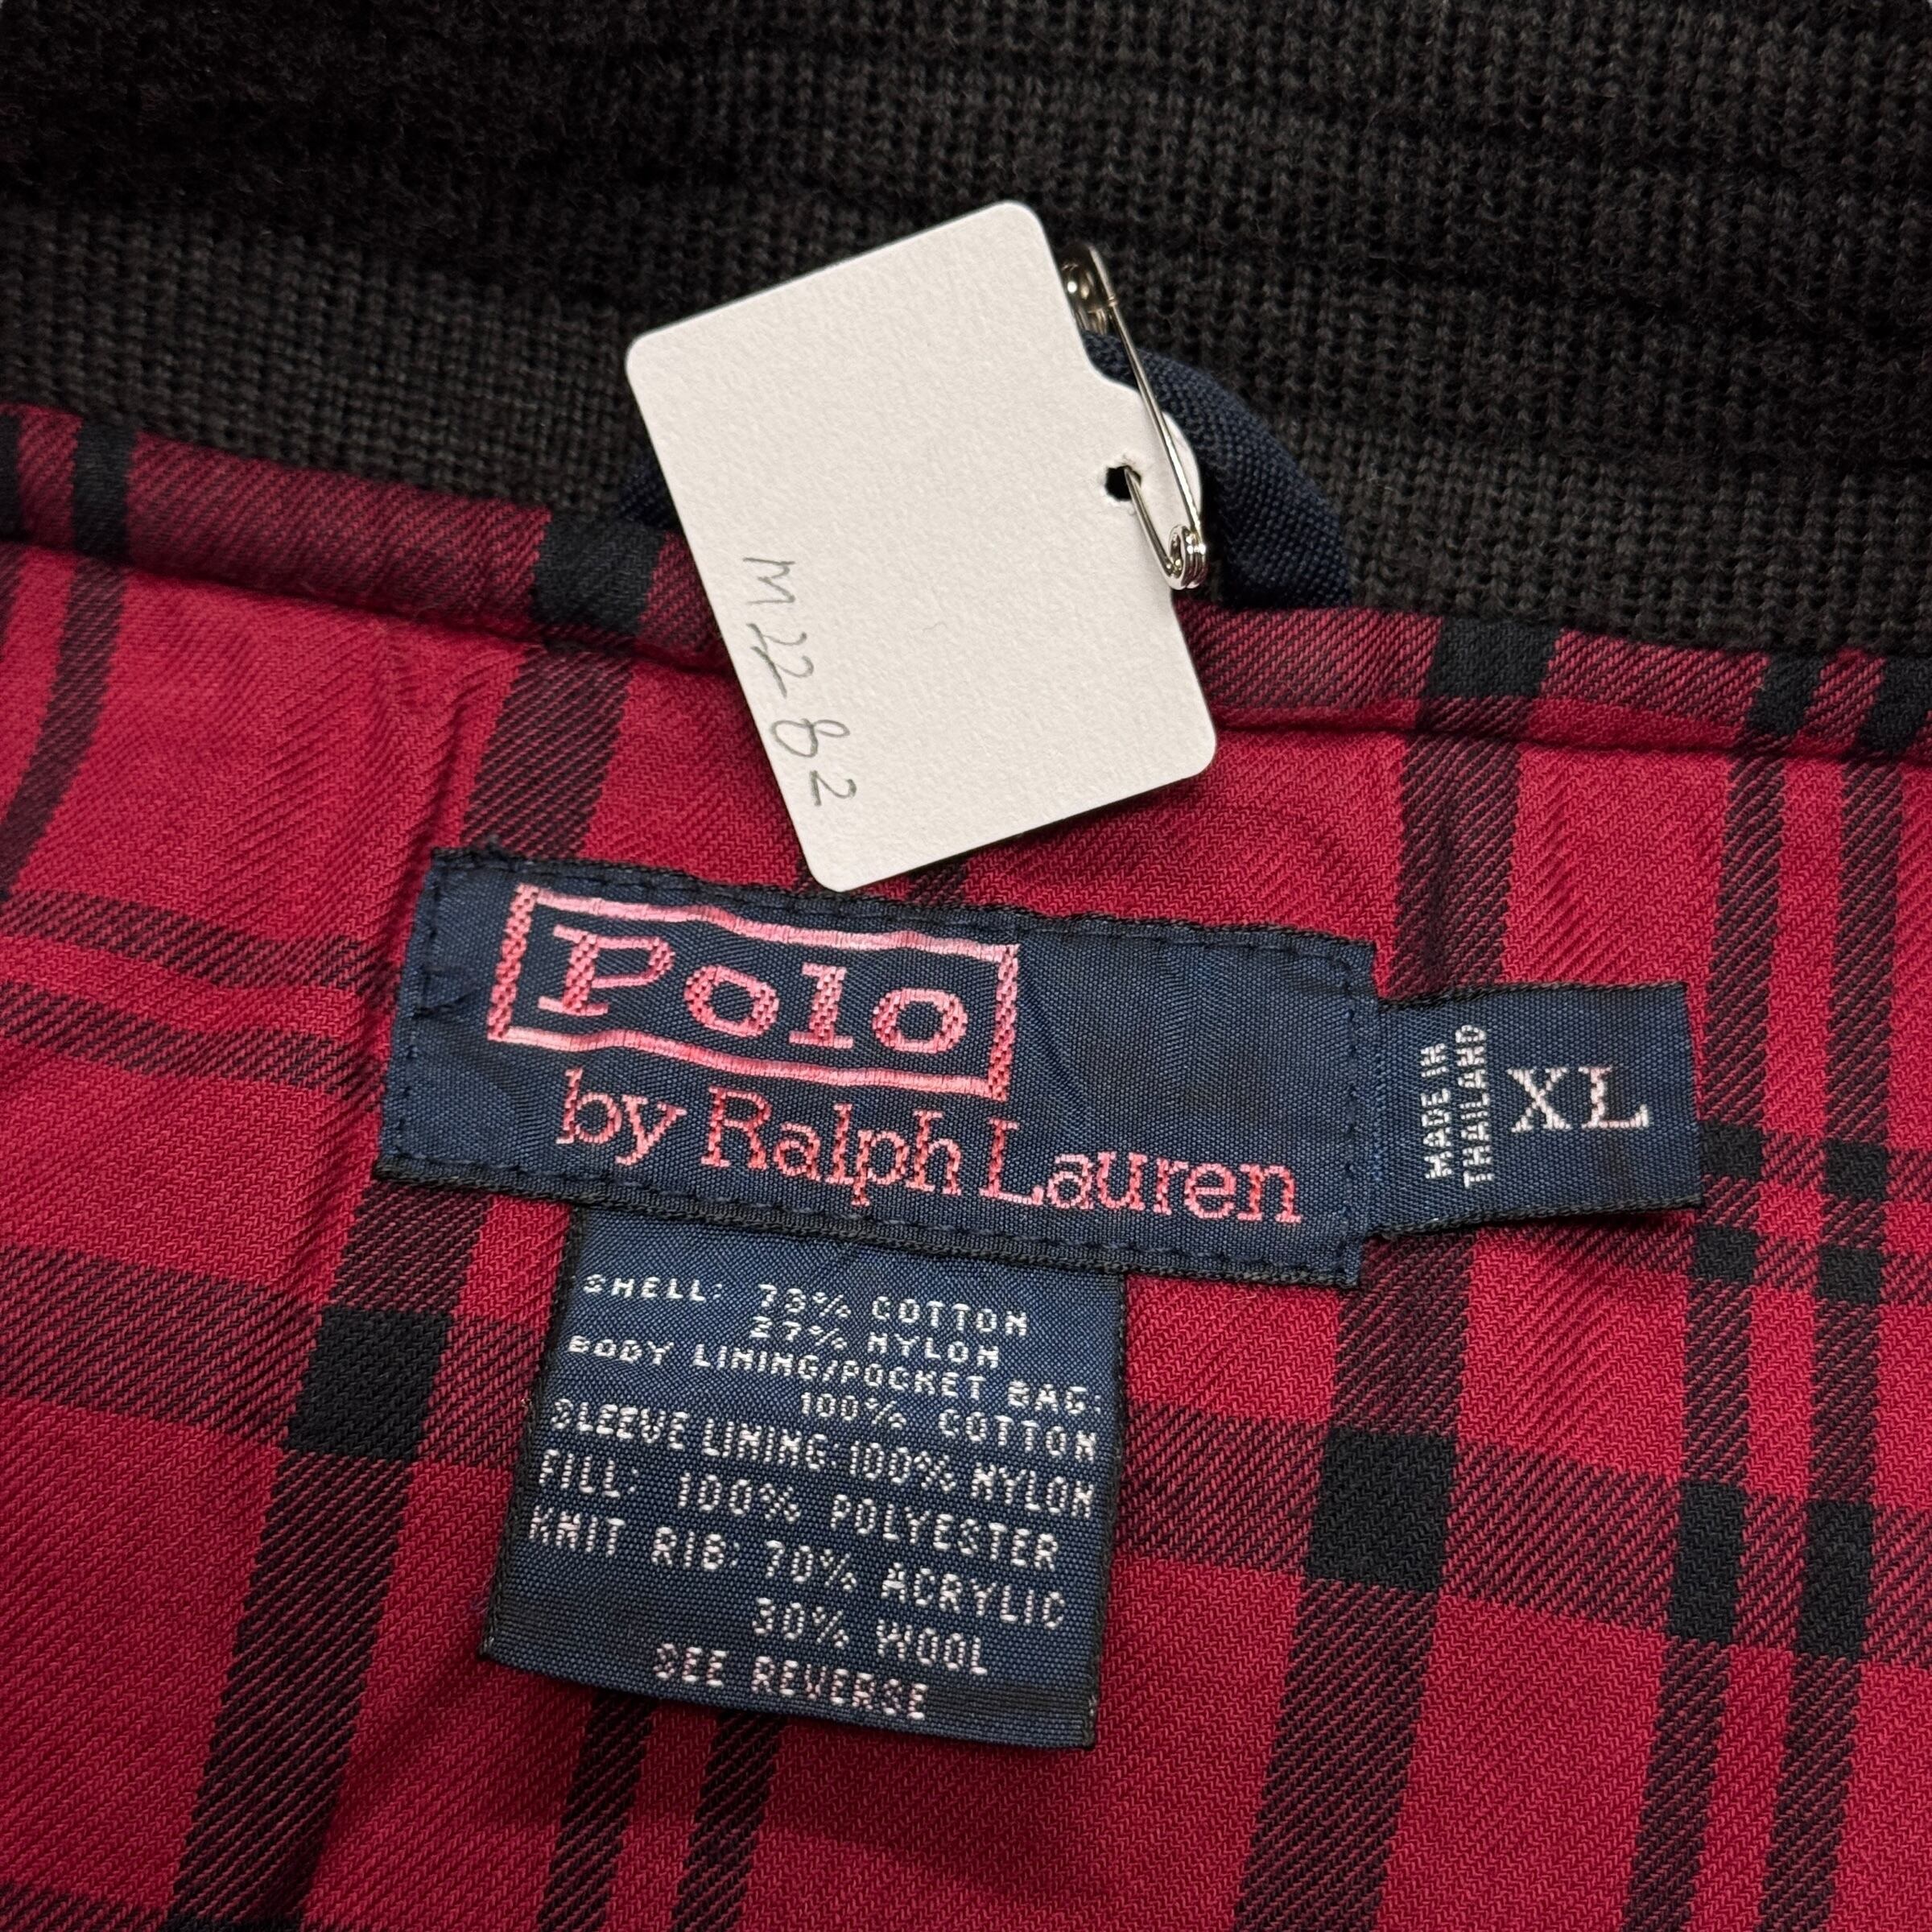 M2282
Polo
by Ralph Lauren
MADE IN
THAILAND
XL
SHELL: 73% COTTON
27% NYLON
BODY LINING/POCKET BAG:
100% COTTON
SLEEVE LINING:100% NYLON
FILL: 100% POLYESTER
KNIT RIB: 70% ACRYLIC
30% WOOL
SEE REVERSE